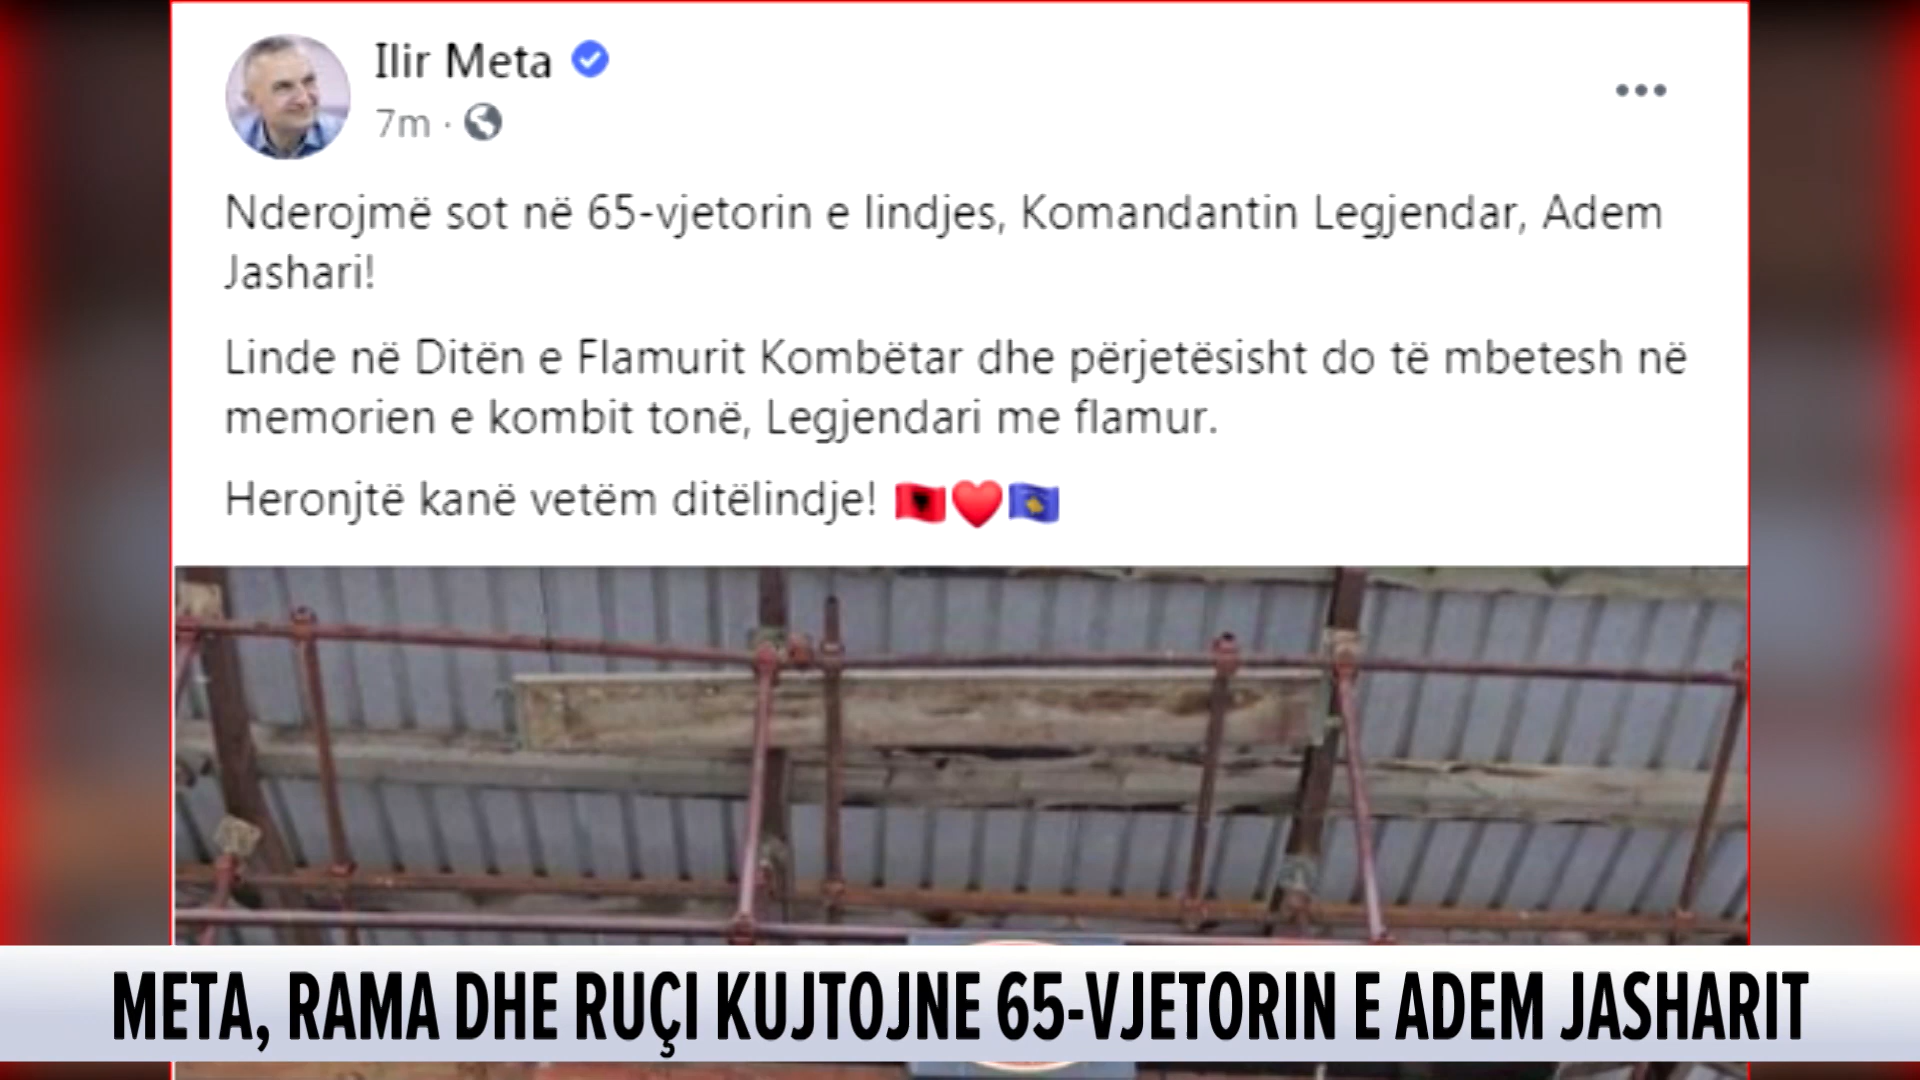 Ilir Meta
7m ·
Nderojmë sot në 65-vjetorin e lindjes, Komandantin Legjendar, Adem
Jashari!
Linde në Ditën e Flamurit Kombëtar dhe përjetësisht do të mbetesh në
memorien e kombit tonë, Legjendari me flamur.
Heronjtë kanë vetëm ditëlindje! 🇦🇱❤️🇽🇰
META, RAMA DHE RUÇI KUJTOJNE 65-VJETORIN E ADEM JASHARIT